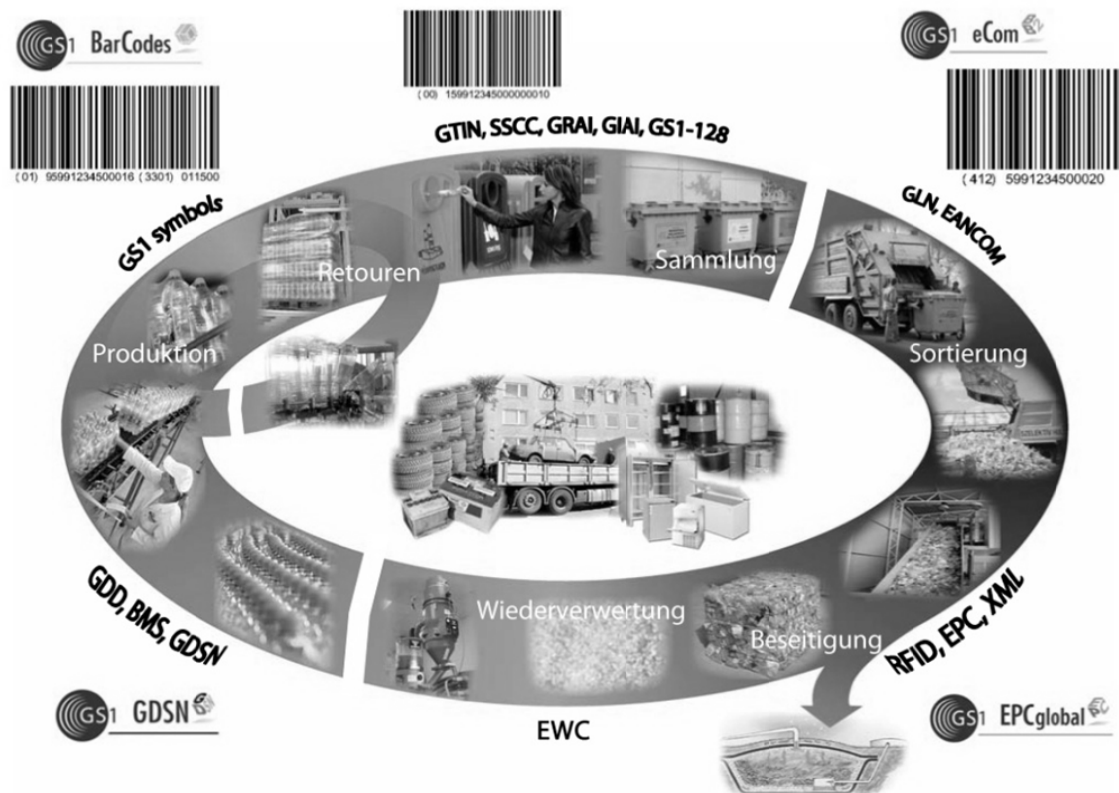 GS1 BarCodes
GS1 eCom
(00) 159912345000000010
(01) 95991234500016 (3301) 011500
(412) 5991234500020
GTIN, SSCC, GRAI, GIAI, GS1-128
GS1 symbols
GLN, EANCOM
Retouren
Sammlung
Produktion
Sortierung
Wiederverwertung
Beseitigung
GDD, BMS, GDSN
RFID, EPC, XML
EWC
GS1 GDSN
GS1 EPCglobal